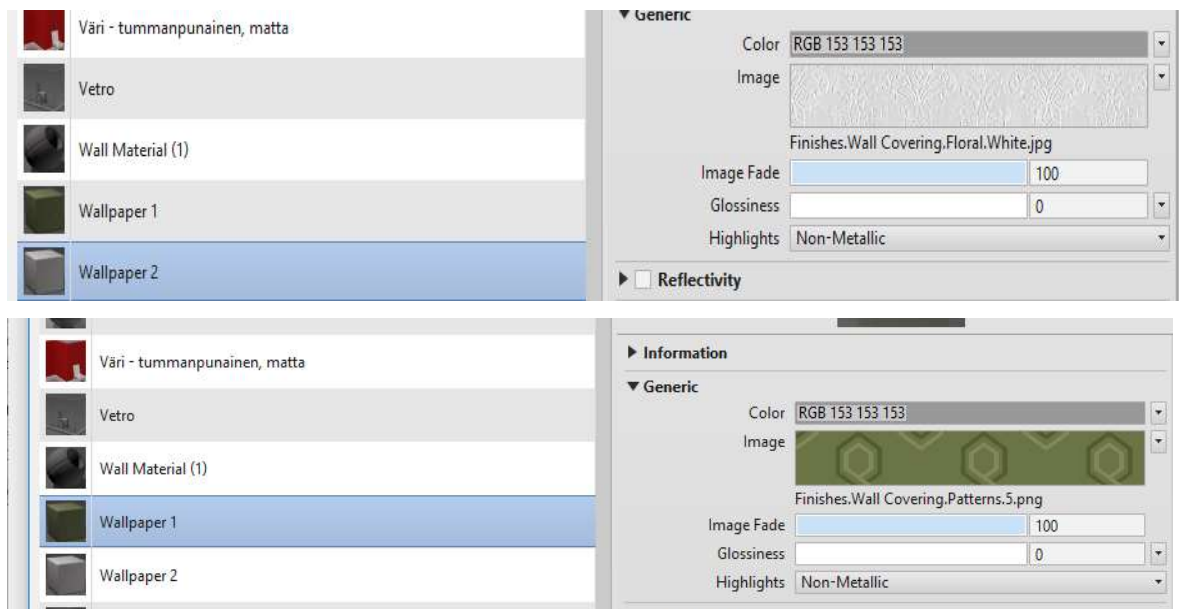 Väri - tummanpunainen, matta
Vetro
Wall Material (1)
Wallpaper 1
Wallpaper 2
Generic
Color RGB 153 153 153
Image
Finishes.Wall Covering.Floral.White.jpg
Image Fade 100
Glossiness 0
Highlights Non-Metallic
Reflectivity
Väri - tummanpunainen, matta
Vetro
Wall Material (1)
Wallpaper 1
Wallpaper 2
Information
Generic
Color RGB 153 153 153
Image
Finishes.Wall Covering.Patterns.5.png
Image Fade 100
Glossiness 0
Highlights Non-Metallic